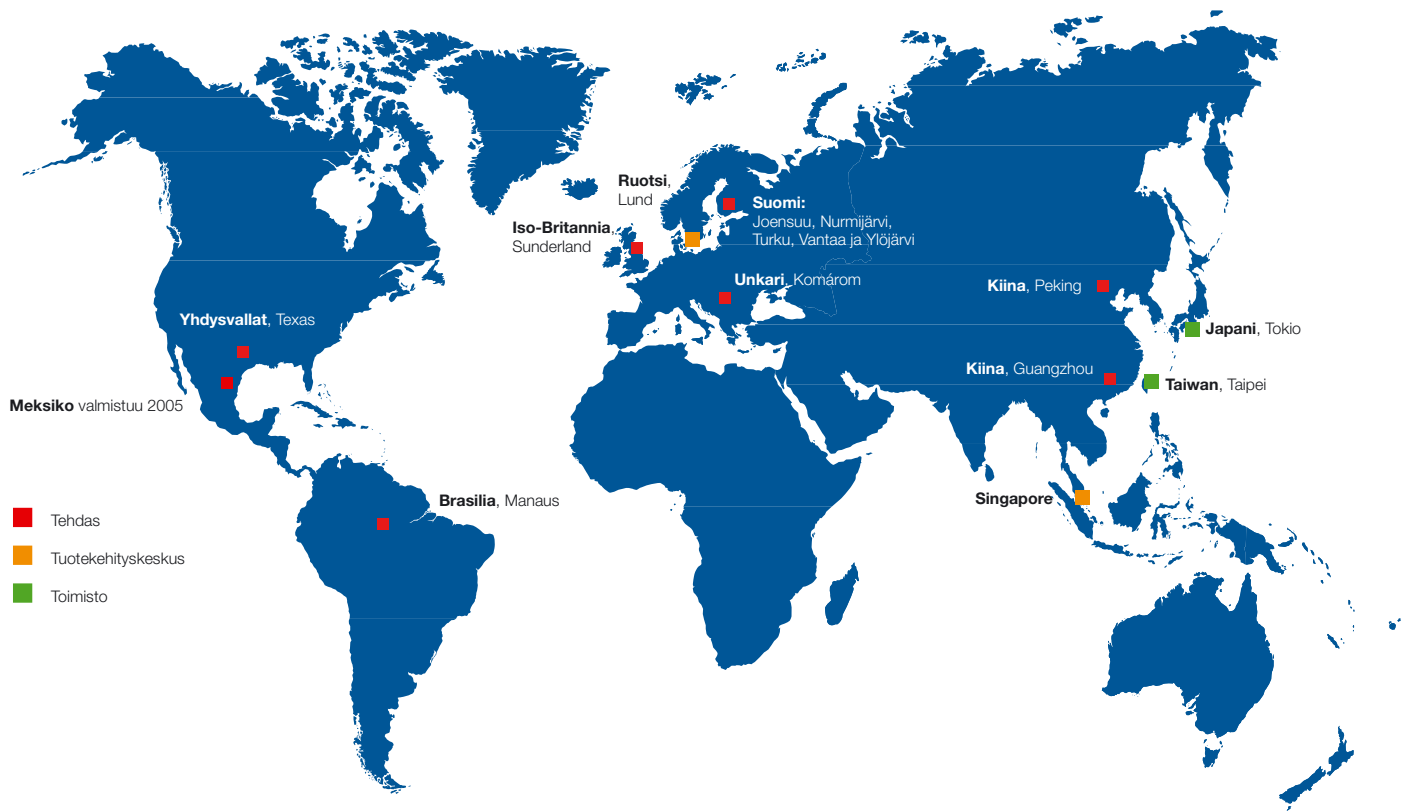 Ruotsi,
Lund
Suomi:
Joensuu, Nurmijärvi,
Turku, Vantaa ja Ylöjärvi
Iso-Britannia,
Sunderland
Unkari, Komárom
Kiina, Peking
Yhdysvallat, Texas
Japani, Tokio
Kiina, Guangzhou
Taiwan, Taipei
Meksiko valmistuu 2005
Brasilia, Manaus
Singapore
Tehdas
Tuotekehityskeskus
Toimisto